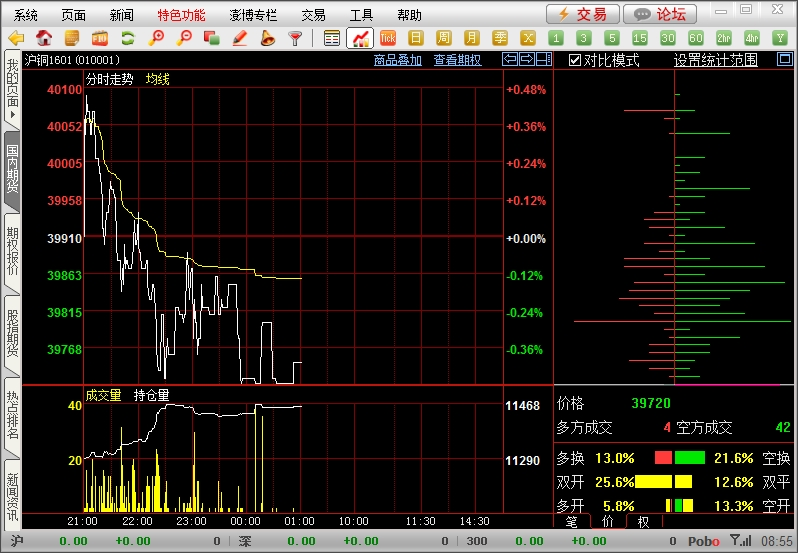 系统 页面 新闻 特色功能 澎博专栏 交易 工具 帮助 交易 论坛
Tick 日 周 月 季 X 1 3 5 15 30 60 2hr 4hr Y
我的页面
国内期货
期权报价
股指期货
热点排名
新闻资讯
沪铜1601 (010001) 商品叠加 查看期权 对比模式 设置统计范围
分时走势 均线
40100 +0.48%
40052 +0.36%
40005 +0.24%
39958 +0.12%
39910 +0.00%
39863 -0.12%
39815 -0.24%
39768 -0.36%
成交量 持仓量
40 11468
20 11290
21:00 22:00 23:00 00:00 01:00 10:00 11:30 14:30
价格 39720
多方成交 4 空方成交 42
多换 13.0% 21.6% 空换
双开 25.6% 12.6% 双平
多开 5.8% 13.3% 空开
笔 价 权
沪 0.00 +0.00 0 深 0.00 +0.00 0 300 0.00 +0.00 0 Pobo 08:55